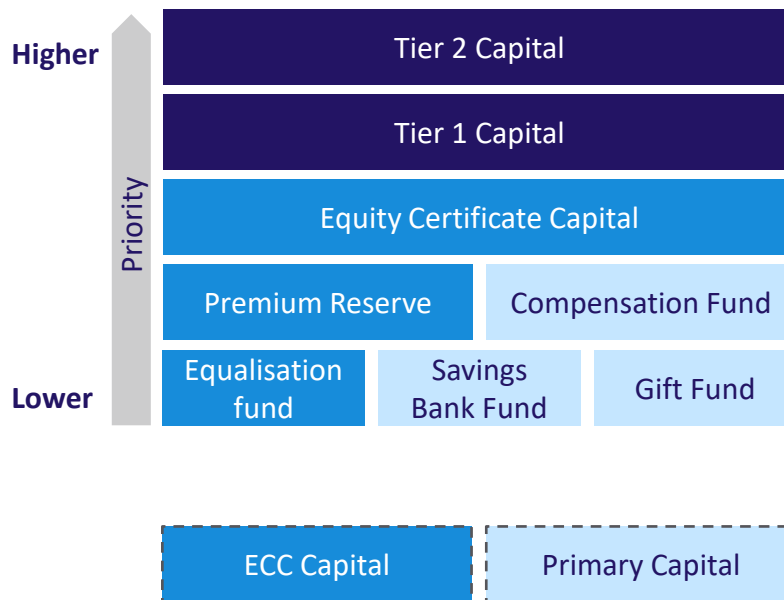 Higher
Tier 2 Capital
Tier 1 Capital
Priority
Equity Certificate Capital
Premium Reserve
Compensation Fund
Lower
Equalisation
fund
Savings
Bank Fund
Gift Fund
ECC Capital
Primary Capital